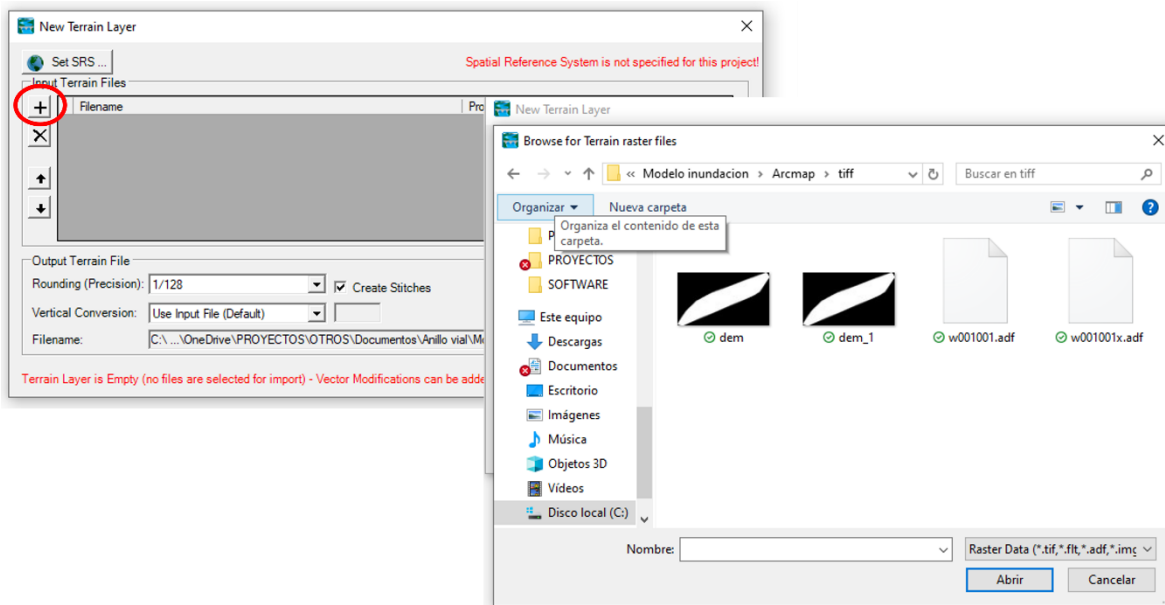 New Terrain Layer
Set SRS ...
Spatial Reference System is not specified for this project!
Input Terrain Files
Filename
Pro
Output Terrain File
Rounding (Precision): 1/128
Create Stitches
Vertical Conversion: Use Input File (Default)
Filename: C:\ ...\OneDrive\PROYECTOS\OTROS\Documentos\Anillo vial\Mo
Terrain Layer is Empty (no files are selected for import) - Vector Modifications can be adde
New Terrain Layer
Browse for Terrain raster files
« Modelo inundacion › Arcmap › tiff
Buscar en tiff
Organizar
Nueva carpeta
Organiza el contenido de esta
carpeta.
PROYECTOS
SOFTWARE
Este equipo
Descargas
Documentos
Escritorio
Imágenes
Música
Objetos 3D
Vídeos
Disco local (C:)
dem
dem_1
w001001.adf
w001001x.adf
Nombre:
Raster Data (*.tif,*.flt,*.adf,*.img
Abrir
Cancelar